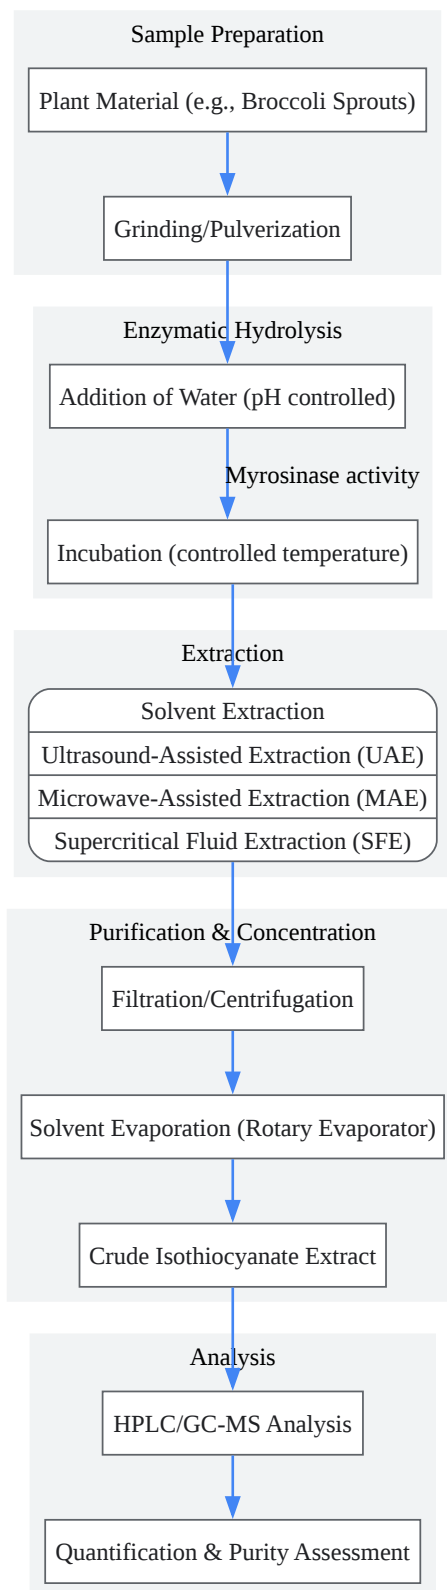 Sample Preparation
Plant Material (e.g., Broccoli Sprouts)
Grinding/Pulverization
Enzymatic Hydrolysis
Addition of Water (pH controlled)
Myrosinase activity
Incubation (controlled temperature)
Extraction
Solvent Extraction
Ultrasound-Assisted Extraction (UAE)
Microwave-Assisted Extraction (MAE)
Supercritical Fluid Extraction (SFE)
Purification & Concentration
Filtration/Centrifugation
Solvent Evaporation (Rotary Evaporator)
Crude Isothiocyanate Extract
Analysis
HPLC/GC-MS Analysis
Quantification & Purity Assessment